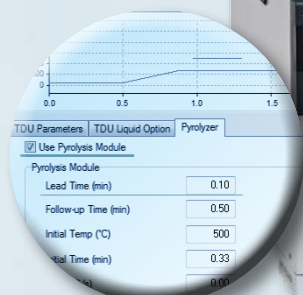 0.0 0.5 1.0 1.5
TDU Parameters TDU Liquid Option Pyrolyzer
Use Pyrolysis Module
Pyrolysis Module
Lead Time (min) 0.10
Follow-up Time (min) 0.50
Initial Temp (°C) 500
Initial Time (min) 0.33
0.00